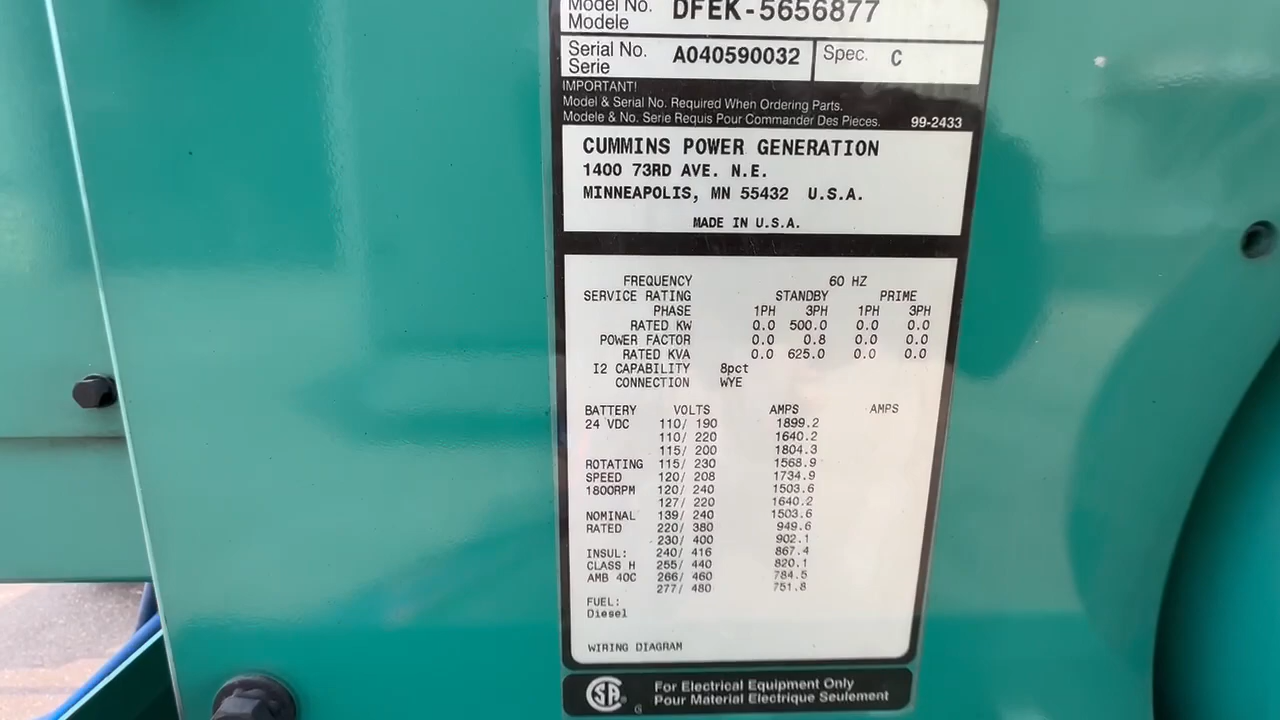 Model No. DFEK-5656877
Modele
Serial No. A040590032 Spec. C
Serie
IMPORTANT!
Model & Serial No. Required When Ordering Parts.
Modele & No. Serie Requis Pour Commander Des Pieces. 99-2433
CUMMINS POWER GENERATION
1400 73RD AVE. N.E.
MINNEAPOLIS, MN 55432 U.S.A.
MADE IN U.S.A.
FREQUENCY 60 HZ
SERVICE RATING STANDBY PRIME
PHASE 1PH 3PH 1PH 3PH
RATED KW 0.0 500.0 0.0 0.0
POWER FACTOR 0.0 0.8 0.0 0.0
RATED KVA 0.0 625.0 0.0 0.0
I2 CAPABILITY 8pct
CONNECTION WYE
BATTERY VOLTS AMPS AMPS
24 VDC 110/ 190 1899.2
110/ 220 1640.2
115/ 200 1804.3
ROTATING 115/ 230 1568.9
SPEED 120/ 208 1734.9
1800RPM 120/ 240 1503.6
127/ 220 1640.2
NOMINAL 139/ 240 1503.6
RATED 220/ 380 949.6
230/ 400 902.1
INSUL: 240/ 416 867.4
CLASS H 255/ 440 820.1
AMB 40C 266/ 460 784.5
277/ 480 751.8
FUEL:
Diesel
WIRING DIAGRAM
SA ® G For Electrical Equipment Only
Pour Material Electrique Seulement